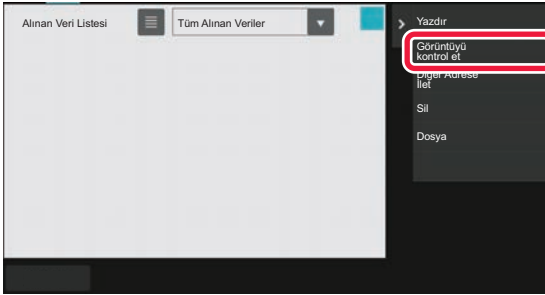 Alınan Veri Listesi
Tüm Alınan Veriler
Yazdır
Görüntüyü
kontrol et
Diğer Adrese
İlet
Sil
Dosya